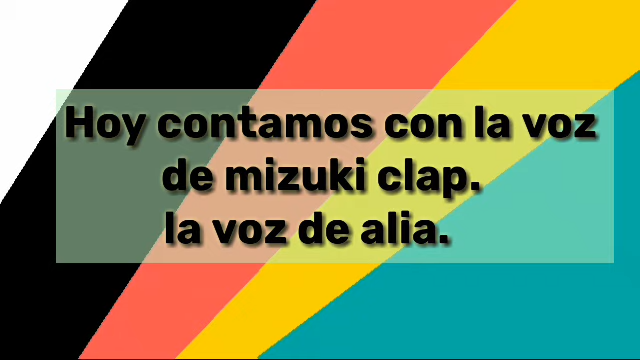 Hoy contamos con la voz
de mizuki clap.
la voz de alia.